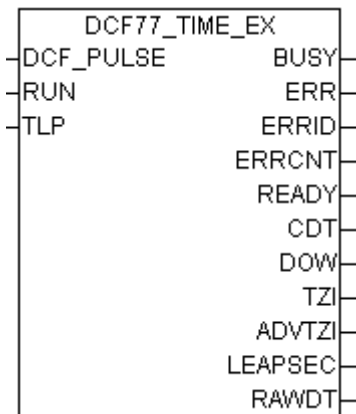 DCF77_TIME_EX
DCF_PULSE BUSY
RUN ERR
TLP ERRID
ERRCNT
READY
CDT
DOW
TZI
ADVTZI
LEAPSEC
RAWDT